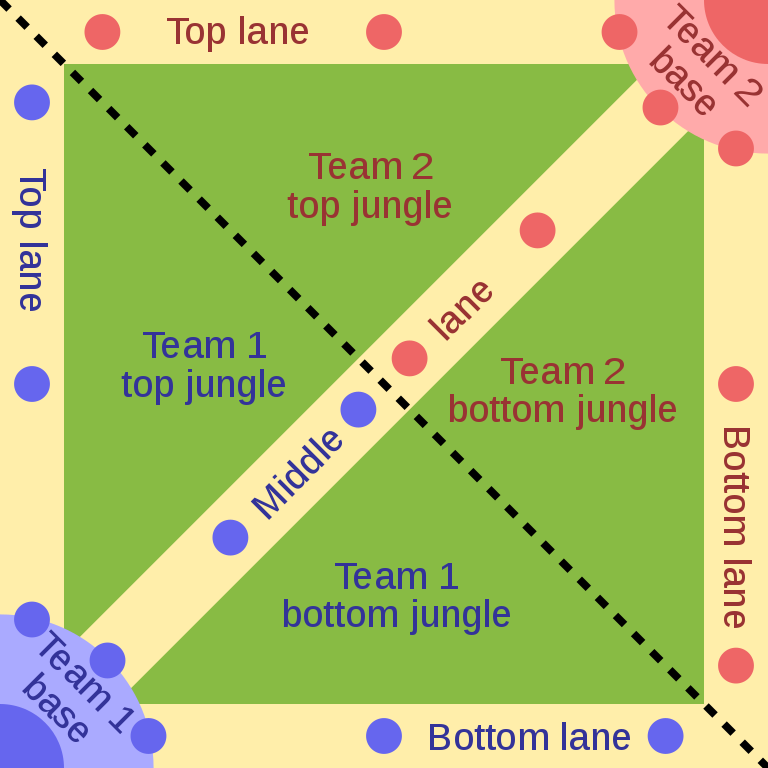 Top lane
Team 2
base
Team 2
top jungle
Top lane
lane
Team 1
top jungle
Team 2
bottom jungle
Middle
Bottom lane
Team 1
bottom jungle
Team 1
base
Bottom lane